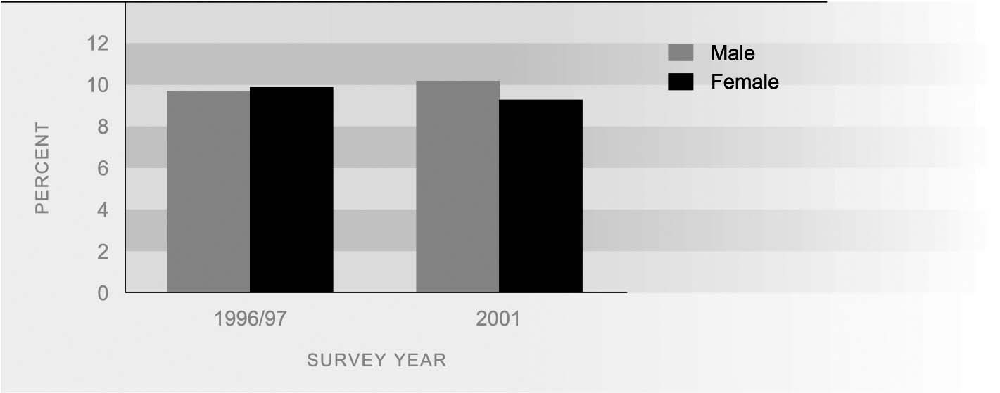 12
10
8
6
4
2
0
PERCENT
1996/97
2001
SURVEY YEAR
Male
Female